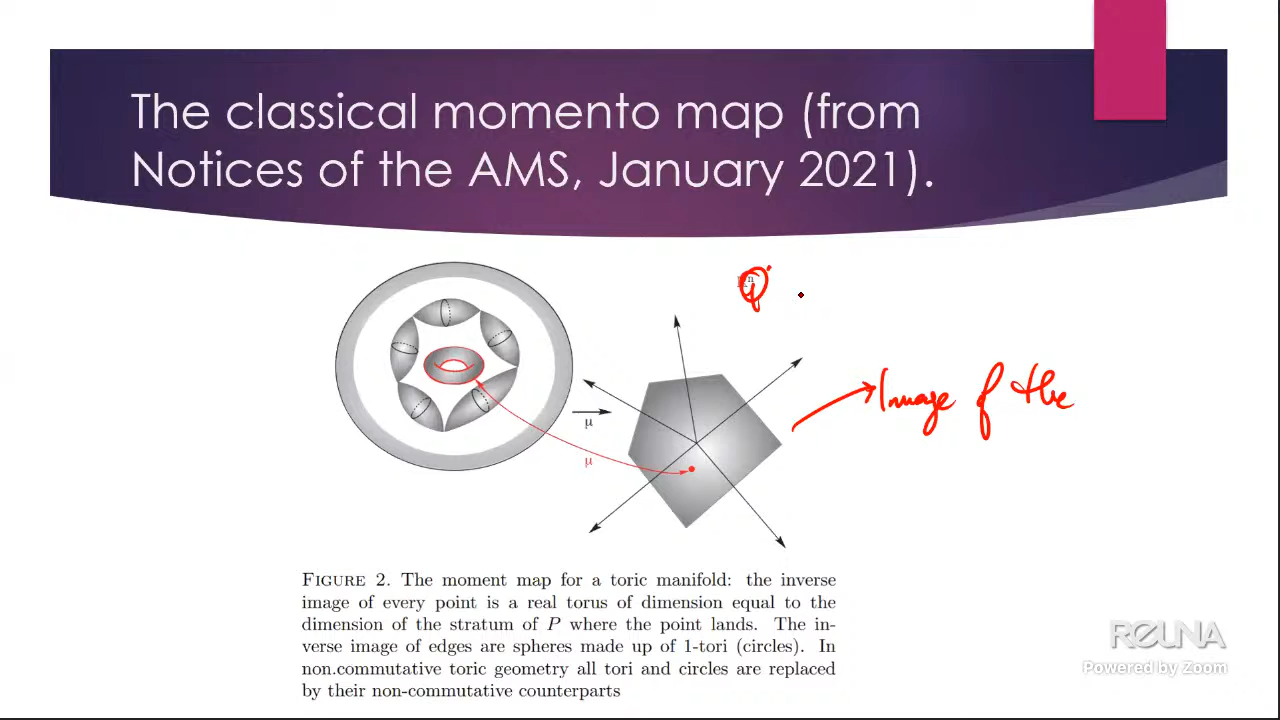 The classical momento map (from
Notices of the AMS, January 2021).
μ
μ
Image of the
FIGURE 2. The moment map for a toric manifold: the inverse
image of every point is a real torus of dimension equal to the
dimension of the stratum of P where the point lands. The in-
verse image of edges are spheres made up of 1-tori (circles). In
non.commutative toric geometry all tori and circles are replaced
by their non-commutative counterparts
REUNA
Powered by Zoom